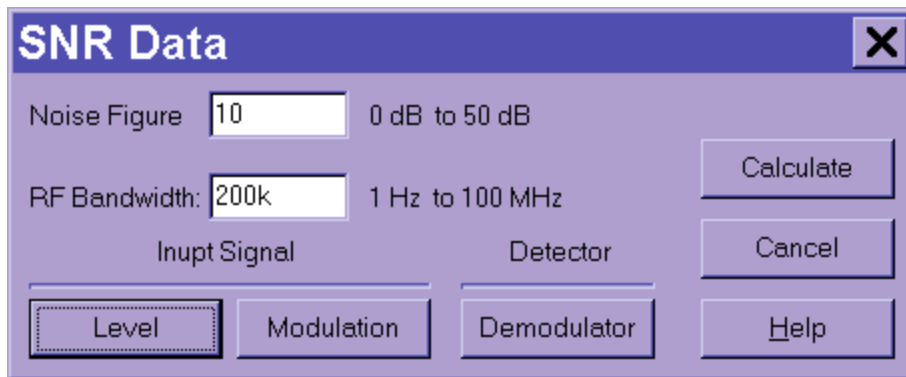 SNR Data
Noise Figure 10 0 dB to 50 dB
RF Bandwidth: 200k 1 Hz to 100 MHz
Calculate
Inupt Signal Detector Cancel
Level Modulation Demodulator Help